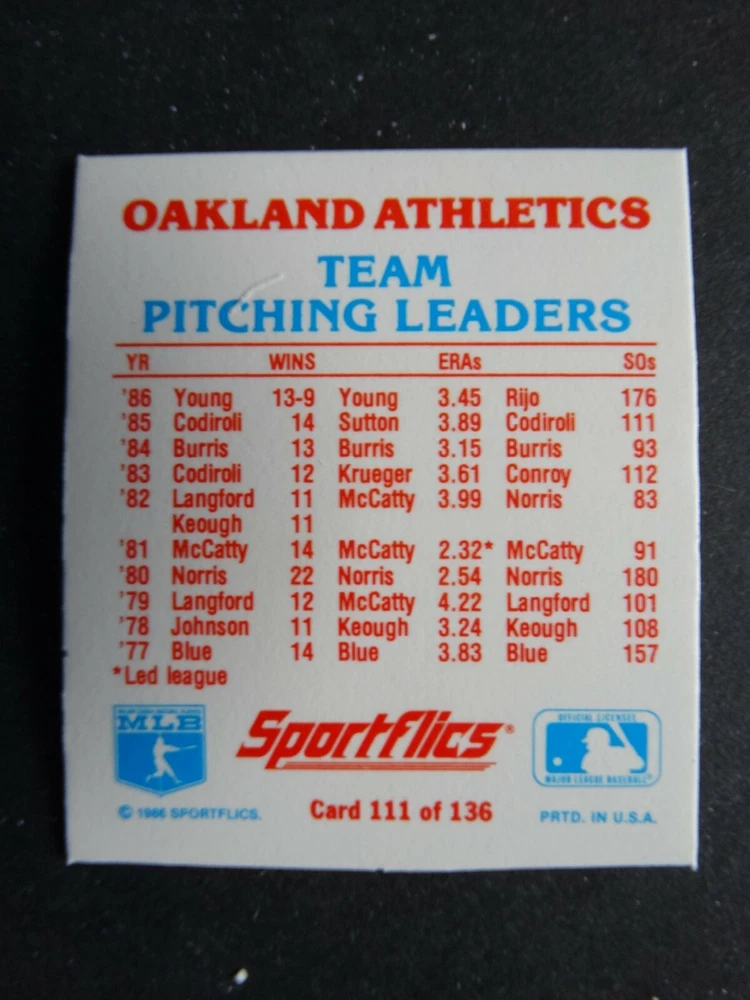 OAKLAND ATHLETICS
TEAM
PITCHING LEADERS
YR WINS ERAs SOs
'86 Young 13-9 Young 3.45 Rijo 176
'85 Codiroli 14 Sutton 3.89 Codiroli 111
'84 Burris 13 Burris 3.15 Burris 93
'83 Codiroli 12 Krueger 3.61 Conroy 112
'82 Langford 11 McCatty 3.99 Norris 83
Keough 11
'81 McCatty 14 McCatty 2.32* McCatty 91
'80 Norris 22 Norris 2.54 Norris 180
'79 Langford 12 McCatty 4.22 Langford 101
'78 Johnson 11 Keough 3.24 Keough 108
'77 Blue 14 Blue 3.83 Blue 157
*Led league
MLB
Sportflics®
OFFICIAL LICENSEE
MAJOR LEAGUE BASEBALL
© 1986 SPORTFLICS.
Card 111 of 136
PRTD. IN U.S.A.